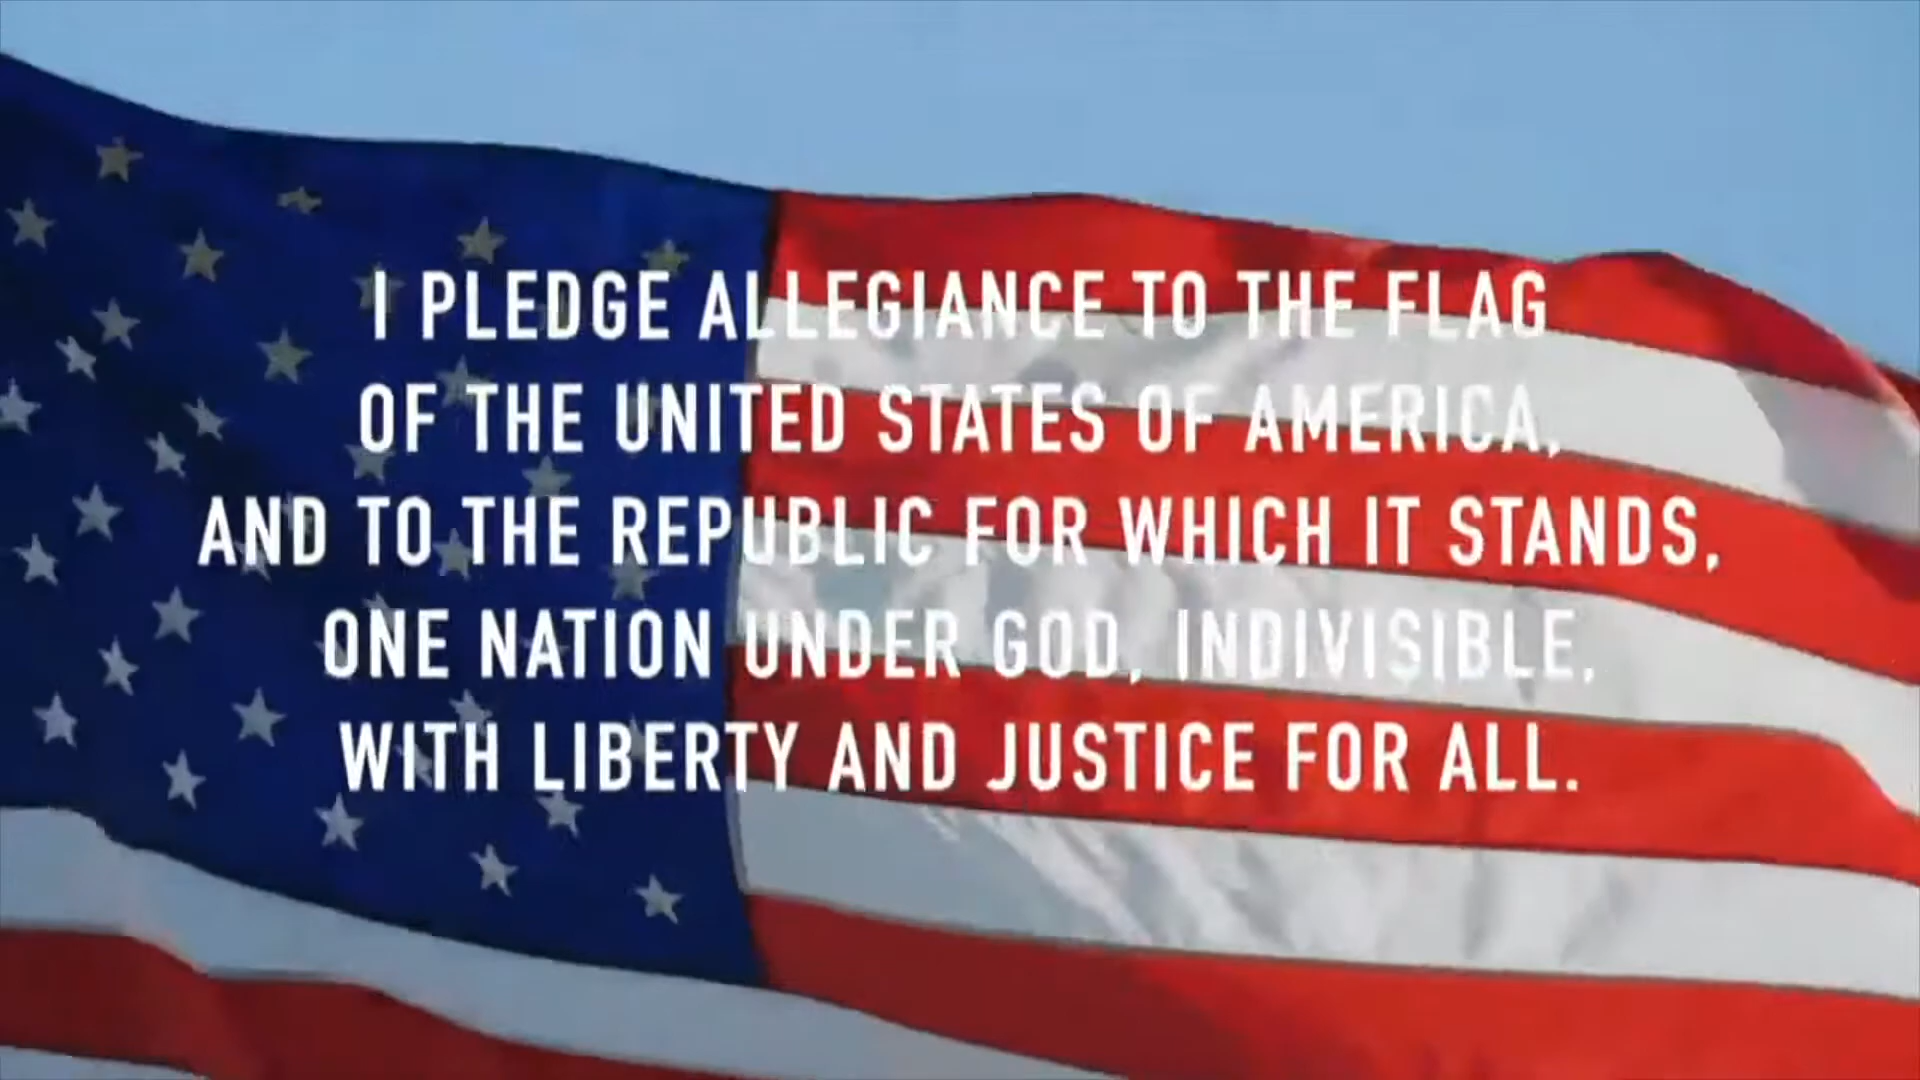 I PLEDGE ALLEGIANCE TO THE FLAG
OF THE UNITED STATES OF AMERICA,
AND TO THE REPUBLIC FOR WHICH IT STANDS,
ONE NATION UNDER GOD, INDIVISIBLE,
WITH LIBERTY AND JUSTICE FOR ALL.